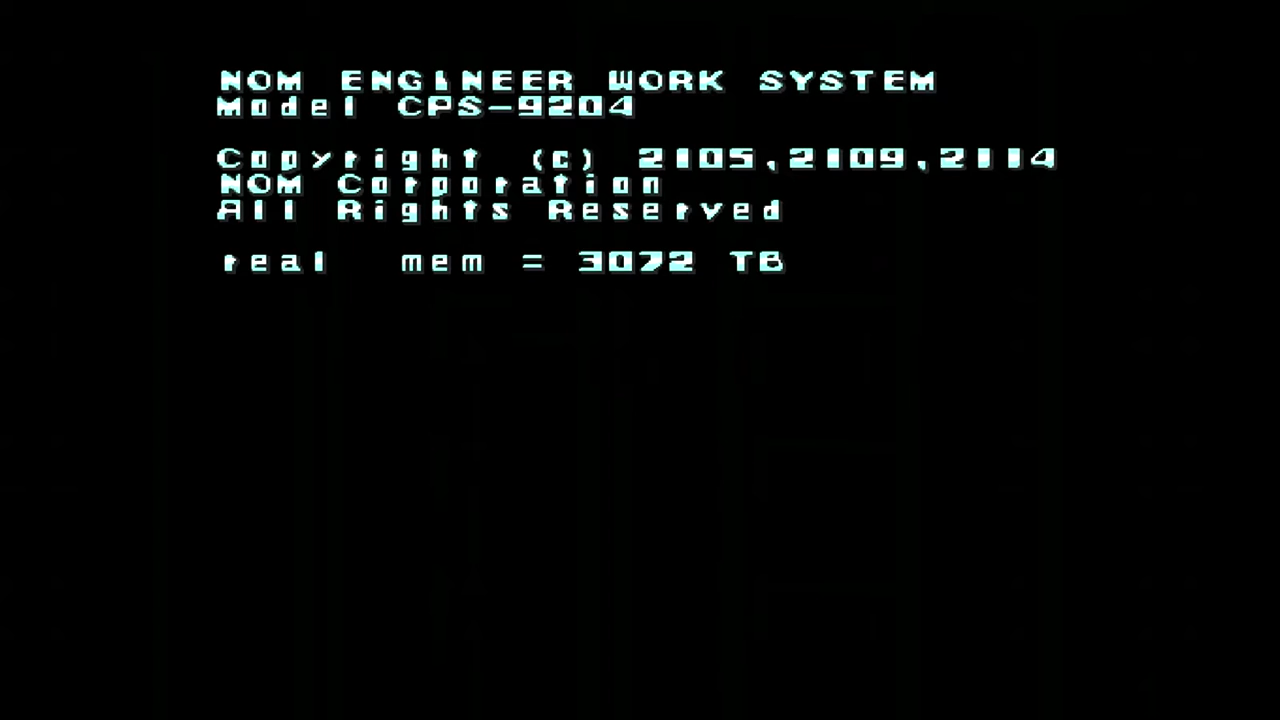 NOM ENGINEER WORK SYSTEM
Model CPS-9204
Copyright (c) 2105,2109,2114
NOM Corporation
All Rights Reserved
real mem = 3072 TB